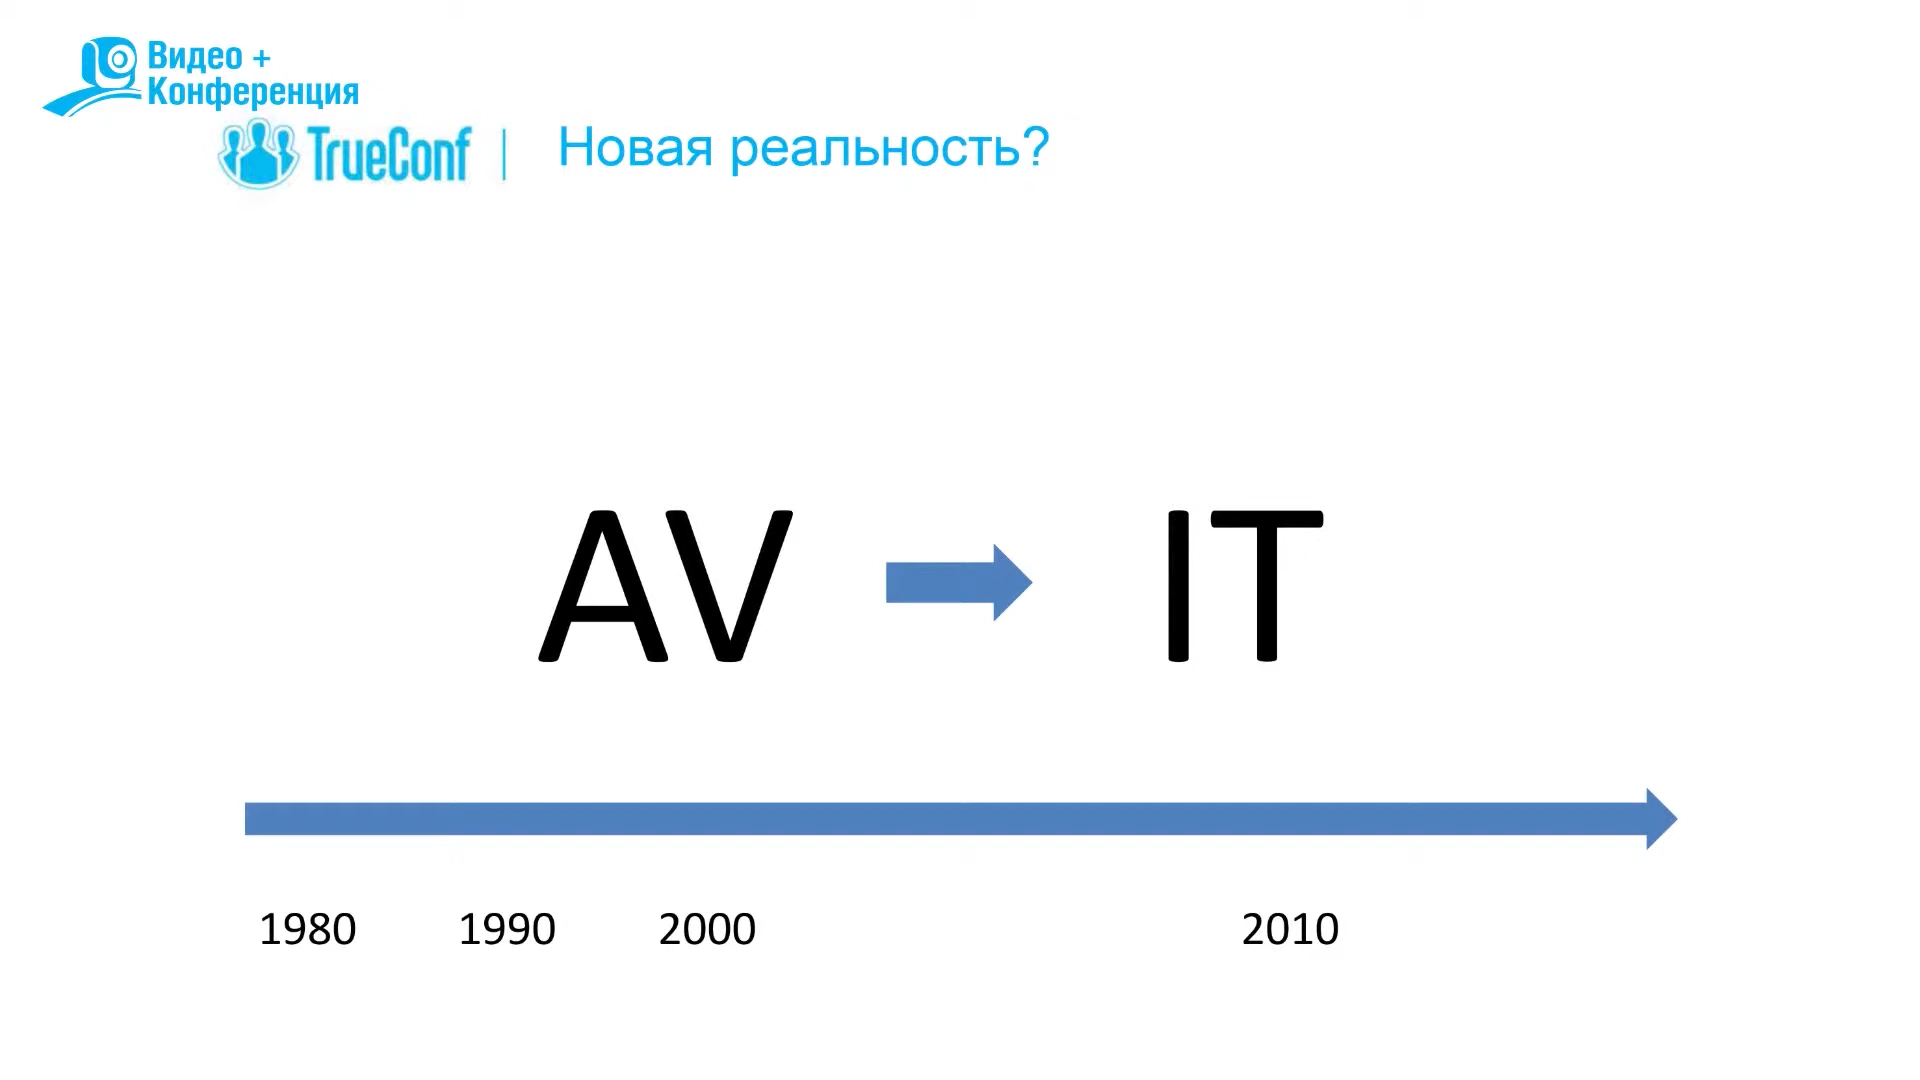 Видео +
Конференция
TrueConf | Новая реальность?
AV IT
1980 1990 2000 2010